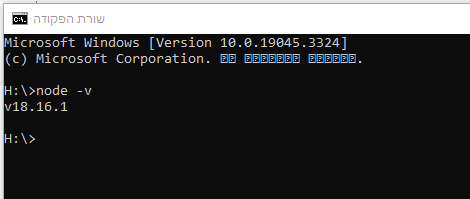 שורת הפקודה
Microsoft Windows [Version 10.0.19045.3324]
(c) Microsoft Corporation.
H:\>node -v
v18.16.1
H:\>